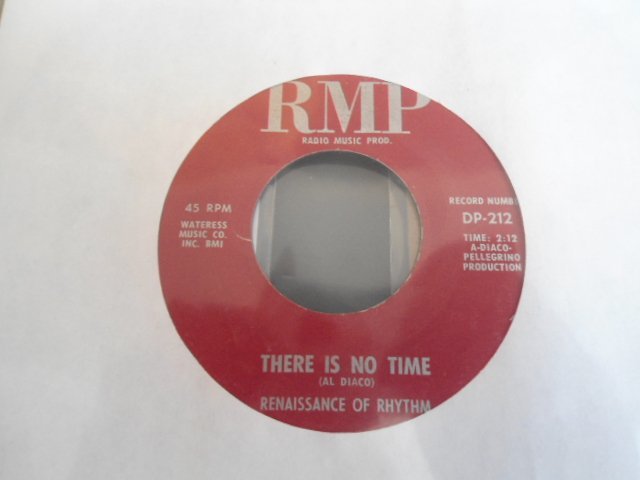 RMP
RADIO MUSIC PROD.
45 RPM
WATERESS
MUSIC CO.
INC. BMI
RECORD NUMBE
DP-212
TIME: 2:12
A-DIACO-
PELLEGRINO
PRODUCTION
THERE IS NO TIME
(AL DIACO)
RENAISSANCE OF RHYTHM